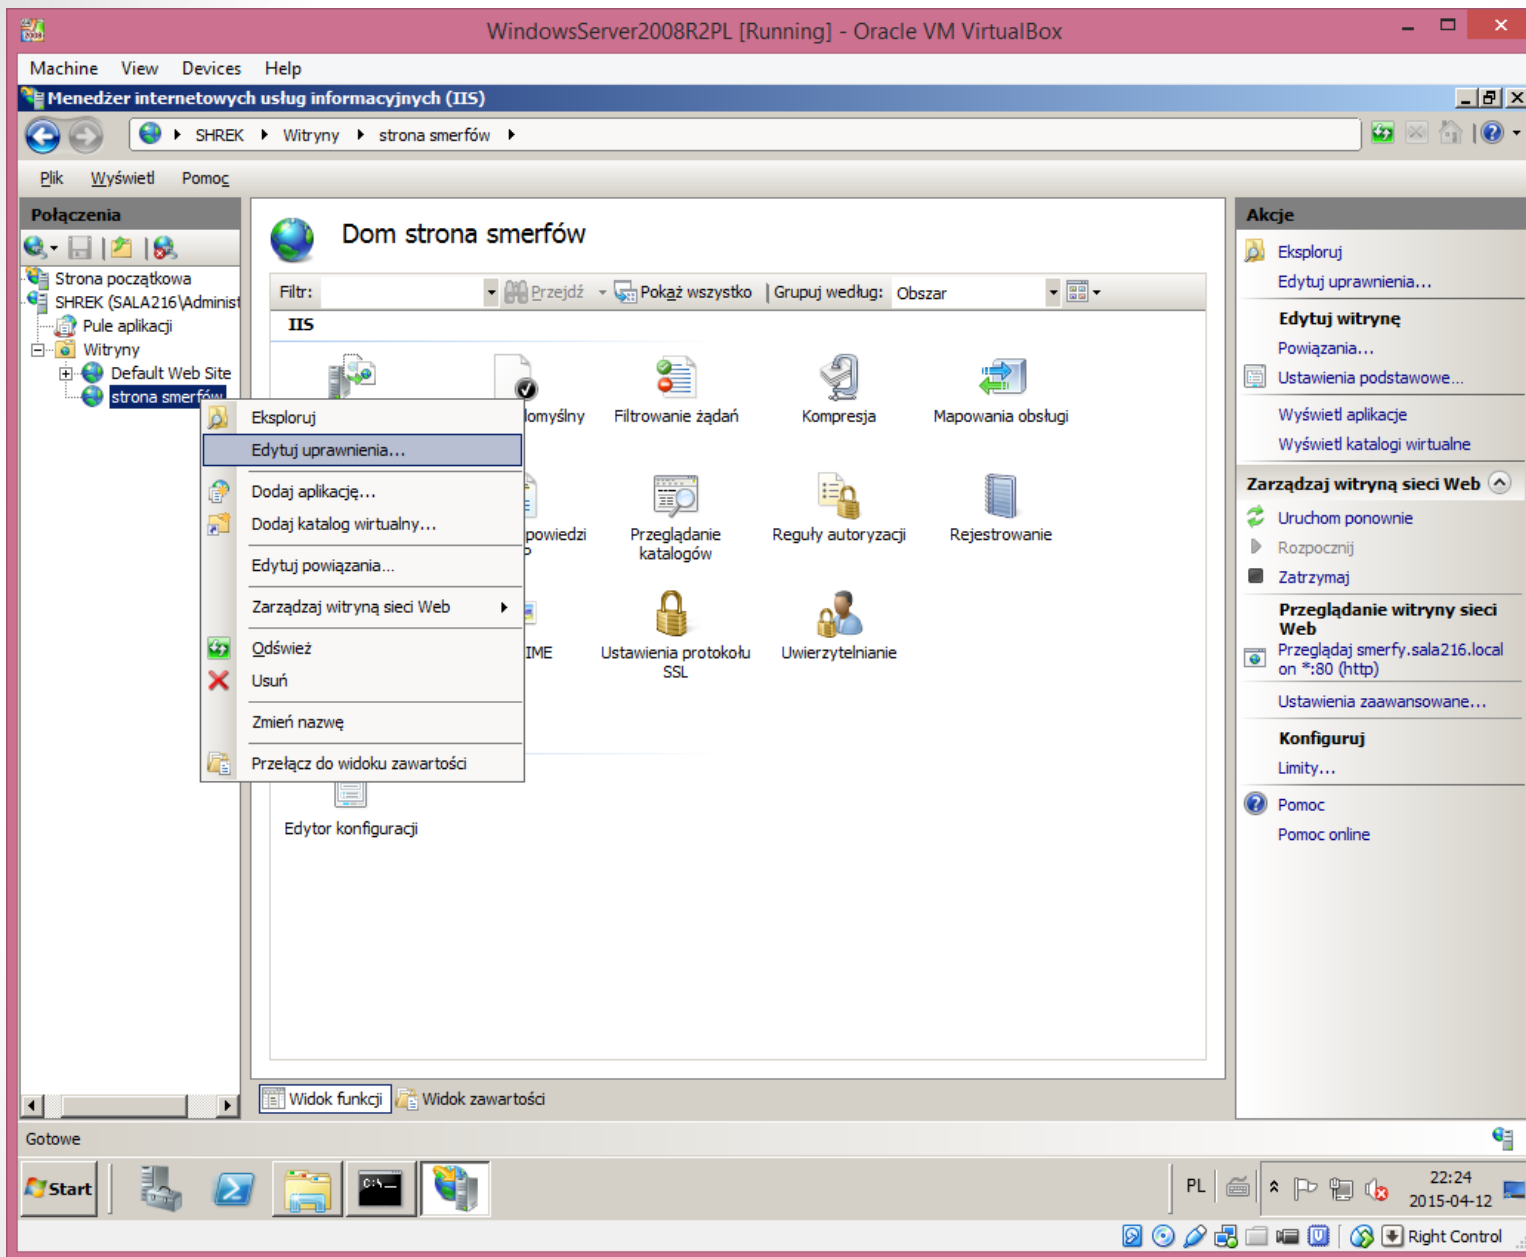 WindowsServer2008R2PL [Running] - Oracle VM VirtualBox
Machine View Devices Help
Menedżer internetowych usług informacyjnych (IIS)
SHREK Witryny strona smerfów
Plik Wyświetl Pomoc
Połączenia
Strona początkowa
SHREK (SALA216\Administ
Pule aplikacji
Witryny
Default Web Site
strona smerfów
Dom strona smerfów
Filtr: Przejdź Pokaż wszystko Grupuj według: Obszar
IIS
omyślny
Filtrowanie żądań
Kompresja
Mapowania obsługi
powiedzi
P
Przeglądanie
katalogów
Reguły autoryzacji
Rejestrowanie
IME
Ustawienia protokołu
SSL
Uwierzytelnianie
Edytor konfiguracji
Eksploruj
Edytuj uprawnienia...
Dodaj aplikację...
Dodaj katalog wirtualny...
Edytuj powiązania...
Zarządzaj witryną sieci Web
Odśwież
Usuń
Zmień nazwę
Przełącz do widoku zawartości
Widok funkcji Widok zawartości
Akcje
Eksploruj
Edytuj uprawnienia...
Edytuj witrynę
Powiązania...
Ustawienia podstawowe...
Wyświetl aplikacje
Wyświetl katalogi wirtualne
Zarządzaj witryną sieci Web
Uruchom ponownie
Rozpocznij
Zatrzymaj
Przeglądanie witryny sieci
Web
Przeglądaj smerfy.sala216.local
on *:80 (http)
Ustawienia zaawansowane...
Konfiguruj
Limity...
Pomoc
Pomoc online
Gotowe
Start
PL
22:24
2015-04-12
Right Control